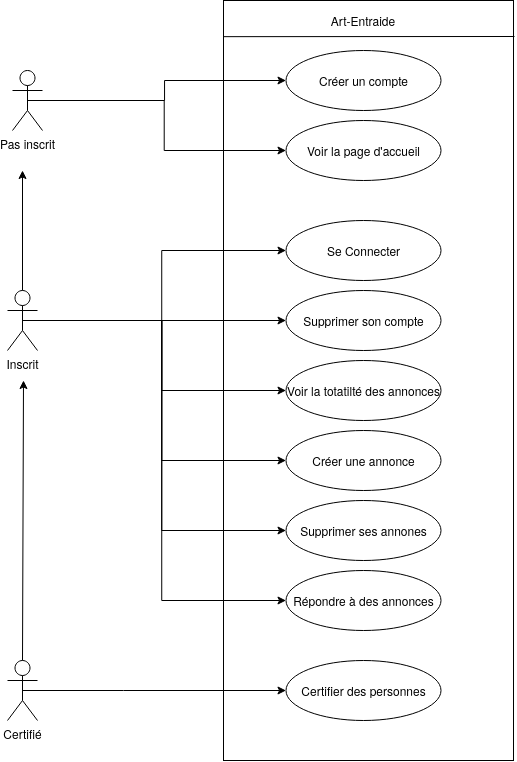 Art-Entraide
Créer un compte
Pas inscrit
Voir la page d'accueil
Se Connecter
Supprimer son compte
Inscrit
Voir la totatilté des annonces
Créer une annonce
Supprimer ses annones
Répondre à des annonces
Certifier des personnes
Certifié